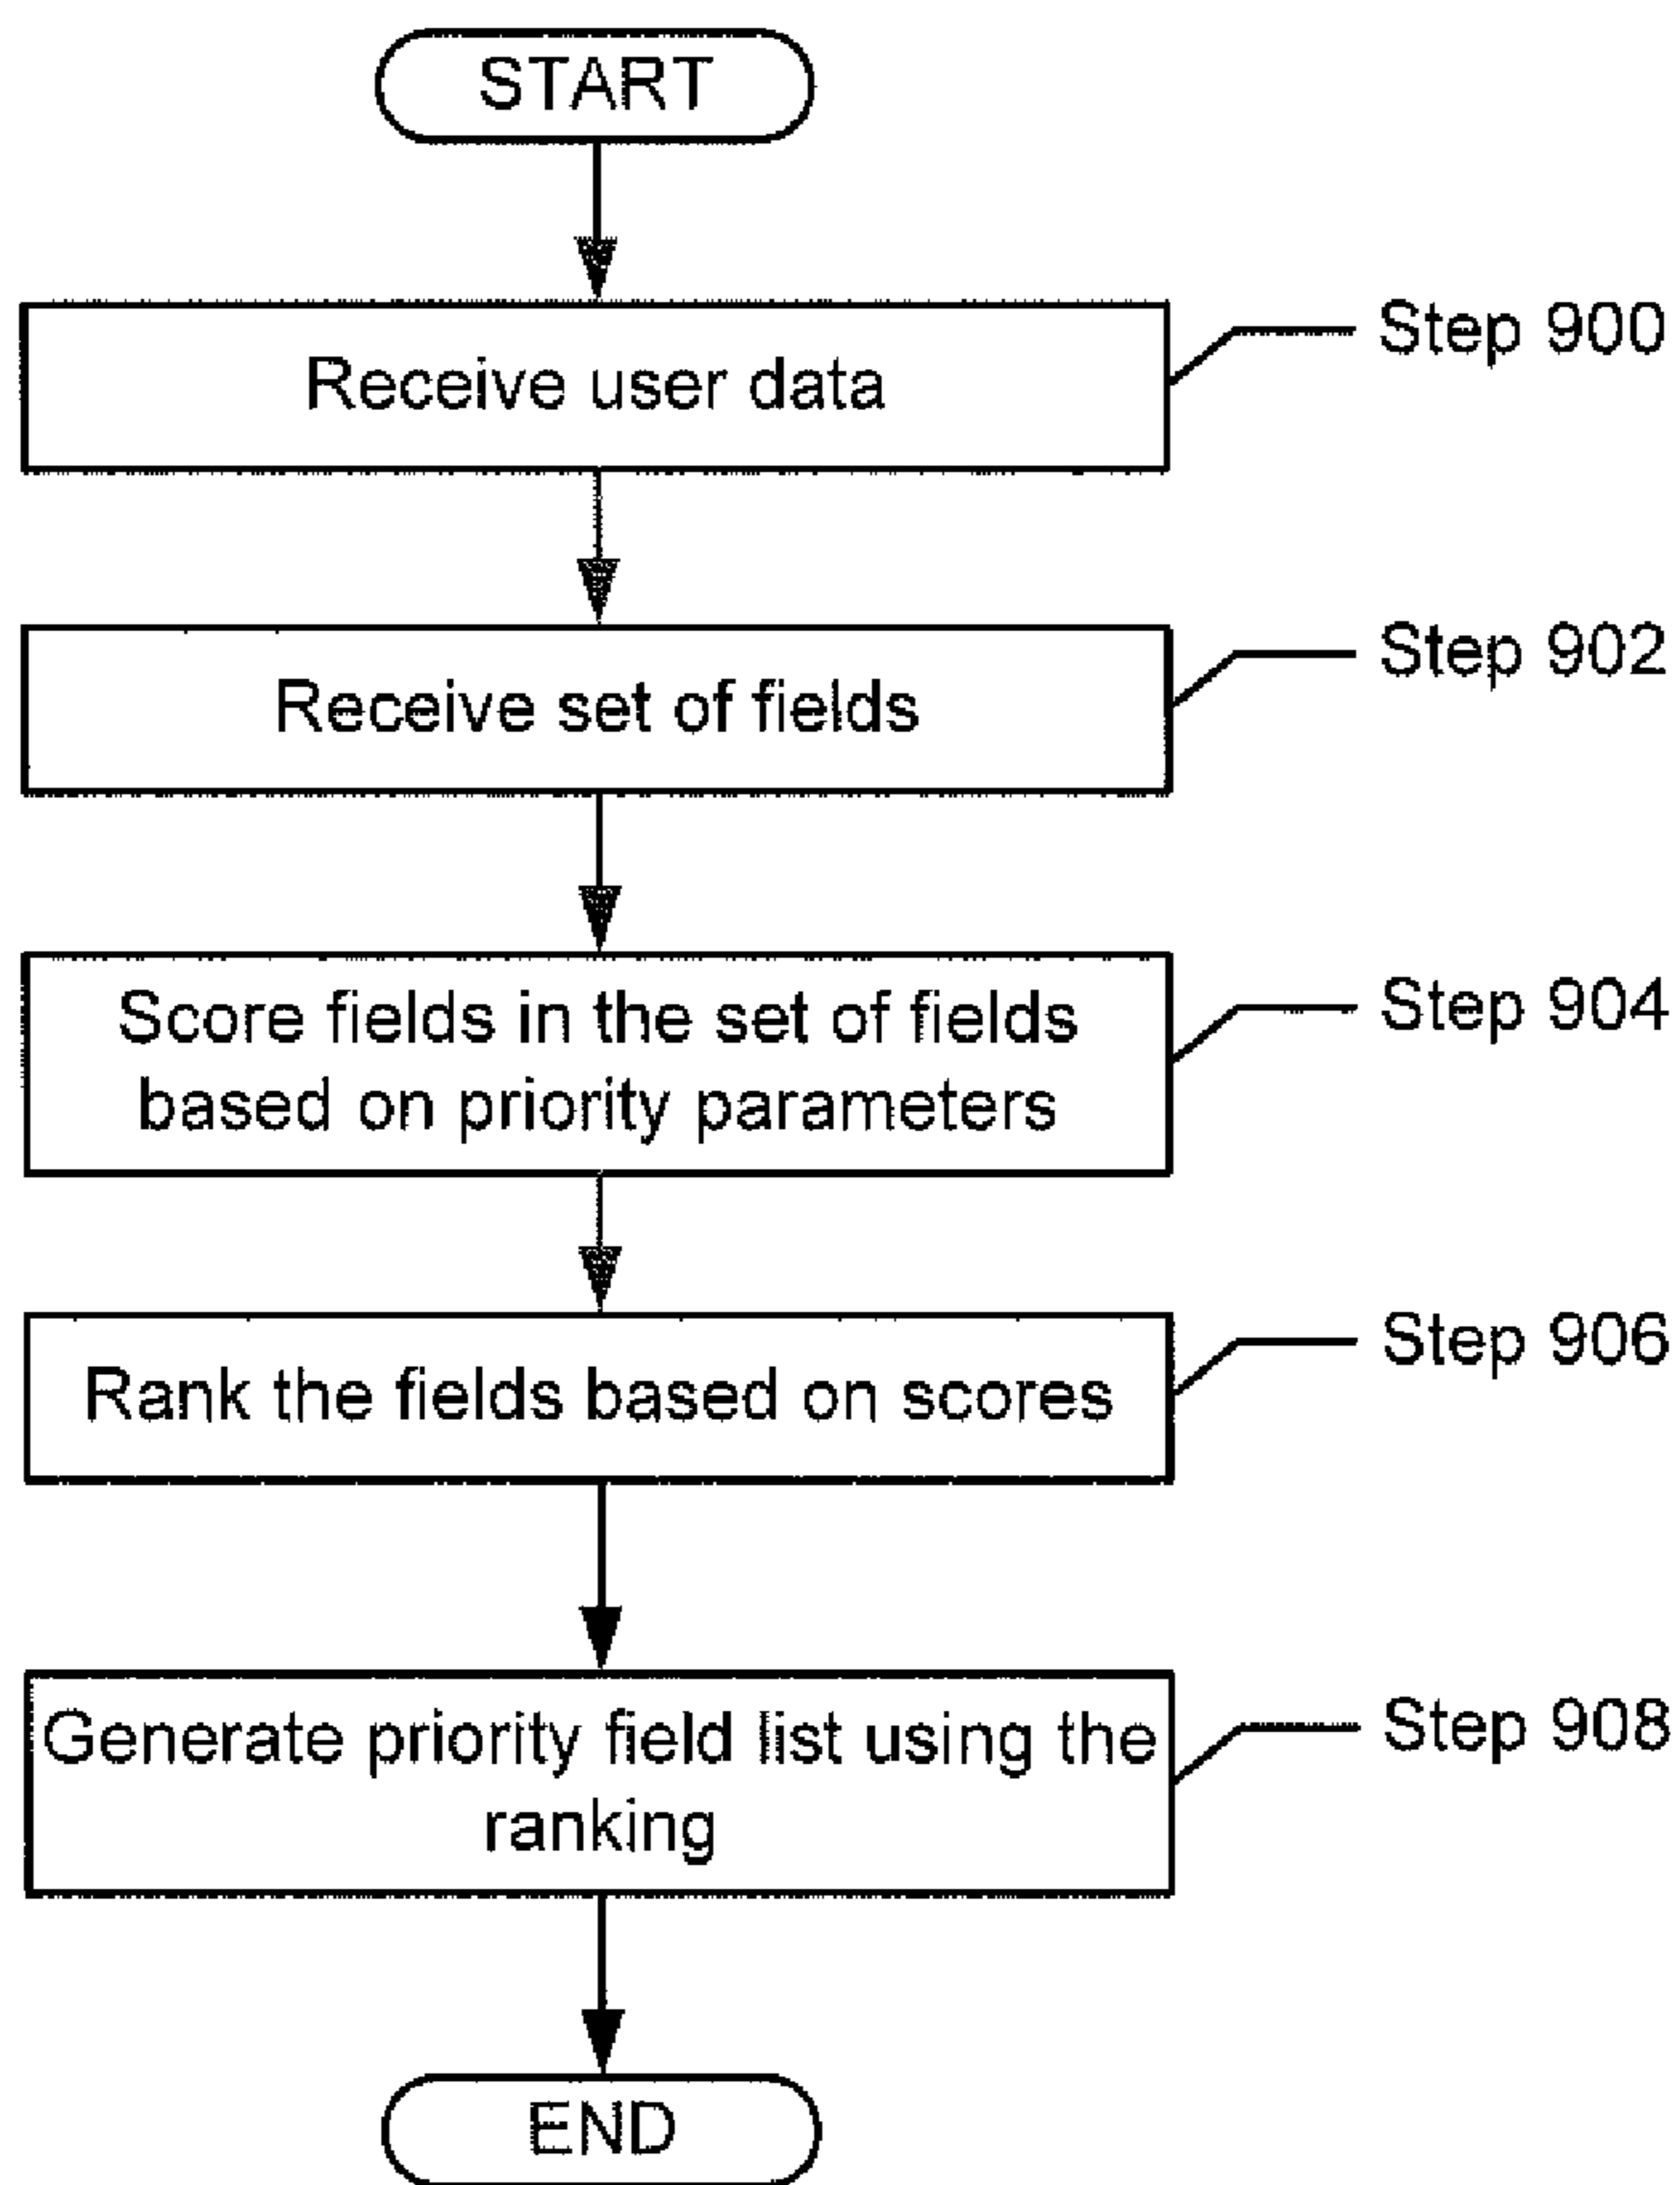 START
Receive user data
Step 900
Receive set of fields
Step 902
Score fields in the set of fields
based on priority parameters
Step 904
Rank the fields based on scores
Step 906
Generate priority field list using the
ranking
Step 908
END